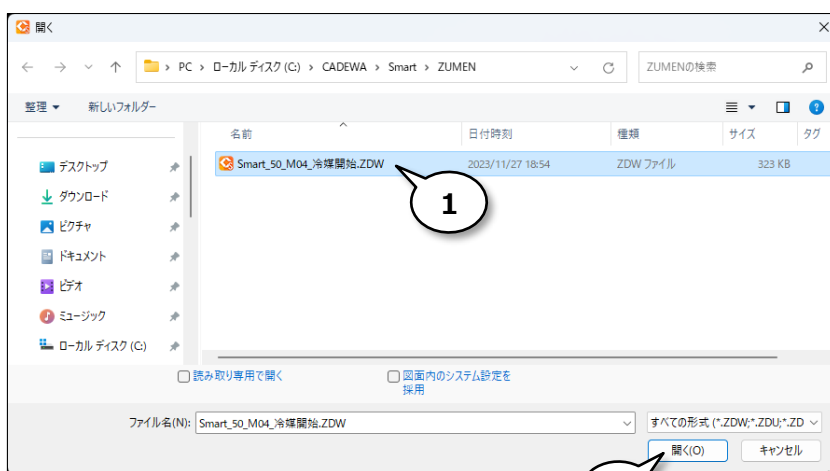 開く
PC › ローカル ディスク (C:) › CADEWA › Smart › ZUMEN
ZUMENの検索
整理 新しいフォルダー
名前 日付時刻 種類 サイズ タグ
Smart_50_M04_冷媒開始.ZDW 2023/11/27 18:54 ZDW ファイル 323 KB
1
デスクトップ
ダウンロード
ピクチャ
ドキュメント
ビデオ
ミュージック
ローカル ディスク (C:)
読み取り専用で開く
図面内のシステム設定を
採用
ファイル名(N): Smart_50_M04_冷媒開始.ZDW
すべての形式 (*.ZDW;*.ZDU;*.ZD
開く(O) キャンセル